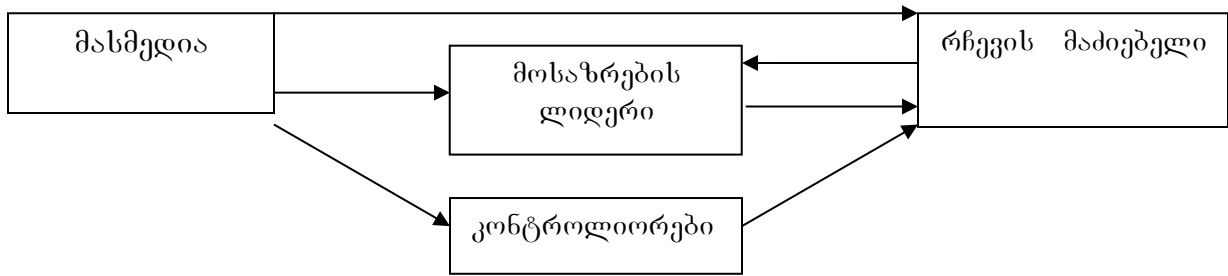 მასმედია
მოსაზრების
ლიდერი
რჩევის მაძიებელი
კონტროლიორები